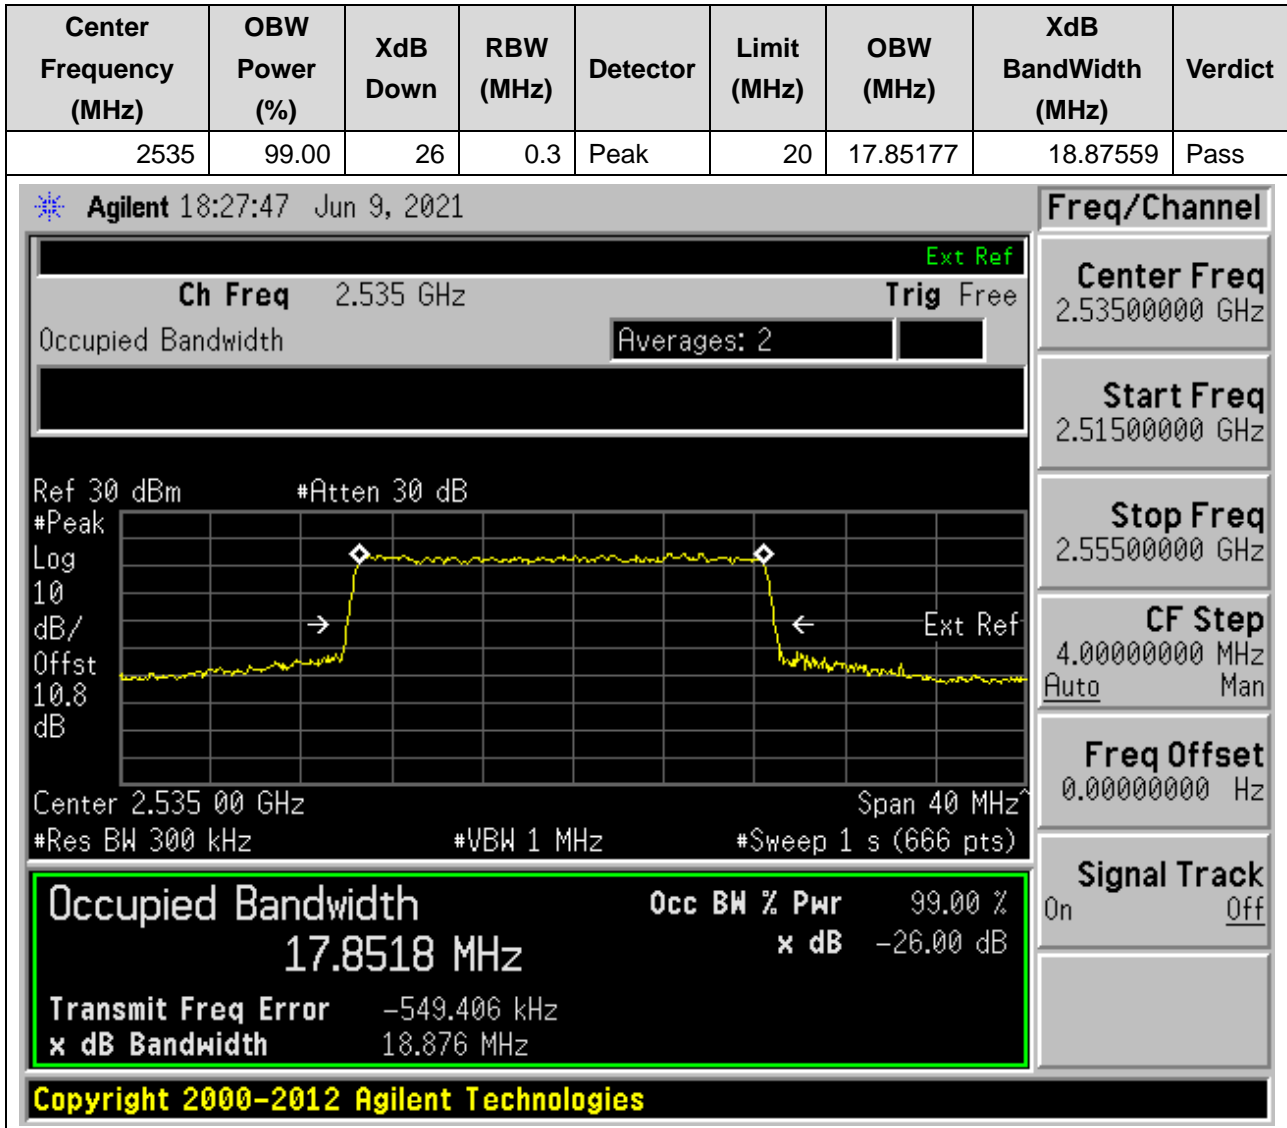 Center Frequency (MHz) OBW Power (%) XdB Down RBW (MHz) Detector Limit (MHz) OBW (MHz) XdB BandWidth (MHz) Verdict
2535 99.00 26 0.3 Peak 20 17.85177 18.87559 Pass
Agilent 18:27:47 Jun 9, 2021
Ext Ref
Ch Freq 2.535 GHz Trig Free
Occupied Bandwidth Averages: 2
Ref 30 dBm #Atten 30 dB
#Peak
Log
10
dB/
Offst
10.8
dB
Ext Ref
Center 2.535 00 GHz Span 40 MHz^
#Res BW 300 kHz #VBW 1 MHz #Sweep 1 s (666 pts)
Occupied Bandwidth Occ BW % Pwr 99.00 %
17.8518 MHz x dB -26.00 dB
Transmit Freq Error -549.406 kHz
x dB Bandwidth 18.876 MHz
Copyright 2000-2012 Agilent Technologies
Freq/Channel
Center Freq
2.53500000 GHz
Start Freq
2.51500000 GHz
Stop Freq
2.55500000 GHz
CF Step
4.00000000 MHz
Auto Man
Freq Offset
0.00000000 Hz
Signal Track
On Off